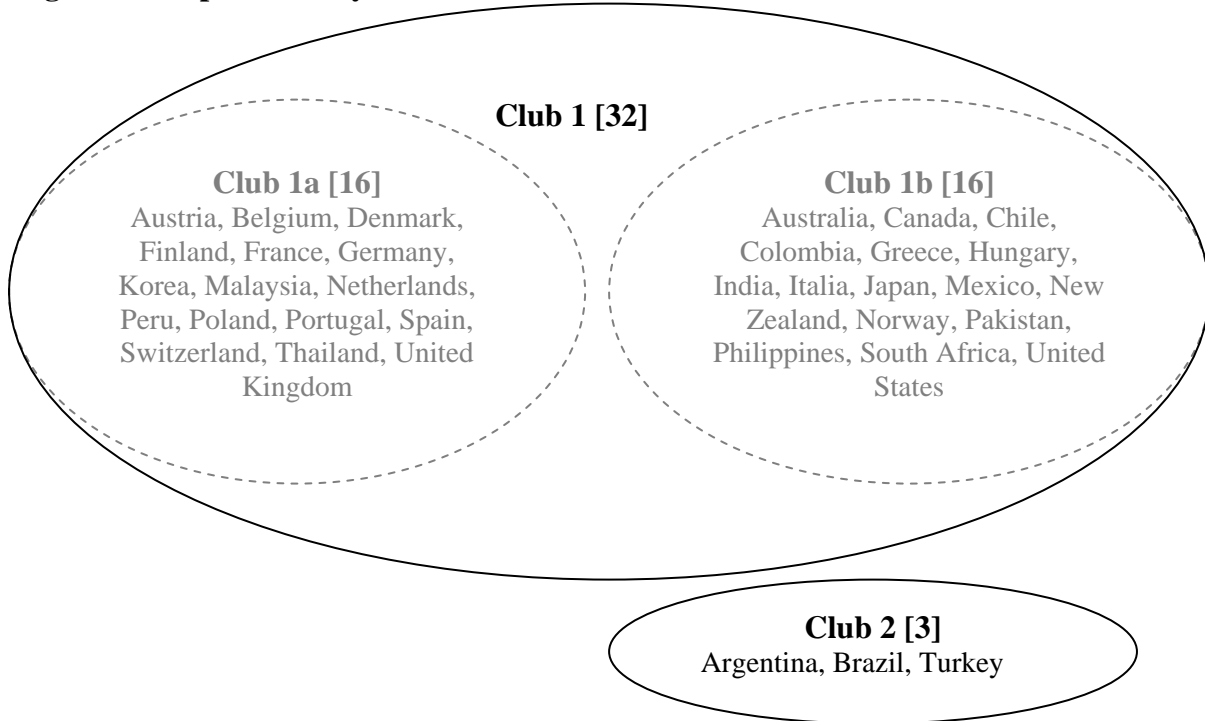 Club 1 [32]
Club 1a [16]
Austria, Belgium, Denmark,
Finland, France, Germany,
Korea, Malaysia, Netherlands,
Peru, Poland, Portugal, Spain,
Switzerland, Thailand, United
Kingdom
Club 1b [16]
Australia, Canada, Chile,
Colombia, Greece, Hungary,
India, Italia, Japan, Mexico, New
Zealand, Norway, Pakistan,
Philippines, South Africa, United
States
Club 2 [3]
Argentina, Brazil, Turkey